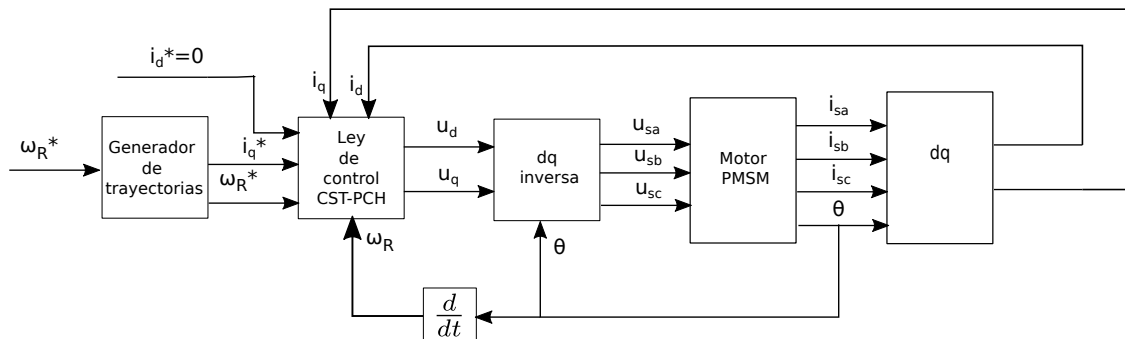 i_d*=0
ω_R*
Generador
de
trayectorias
i_q*
ω_R*
i_q
i_d
Ley
de
control
CST-PCH
ω_R
u_d
u_q
dq
inversa
θ
u_sa
u_sb
u_sc
Motor
PMSM
i_sa
i_sb
i_sc
θ
dq
d
dt